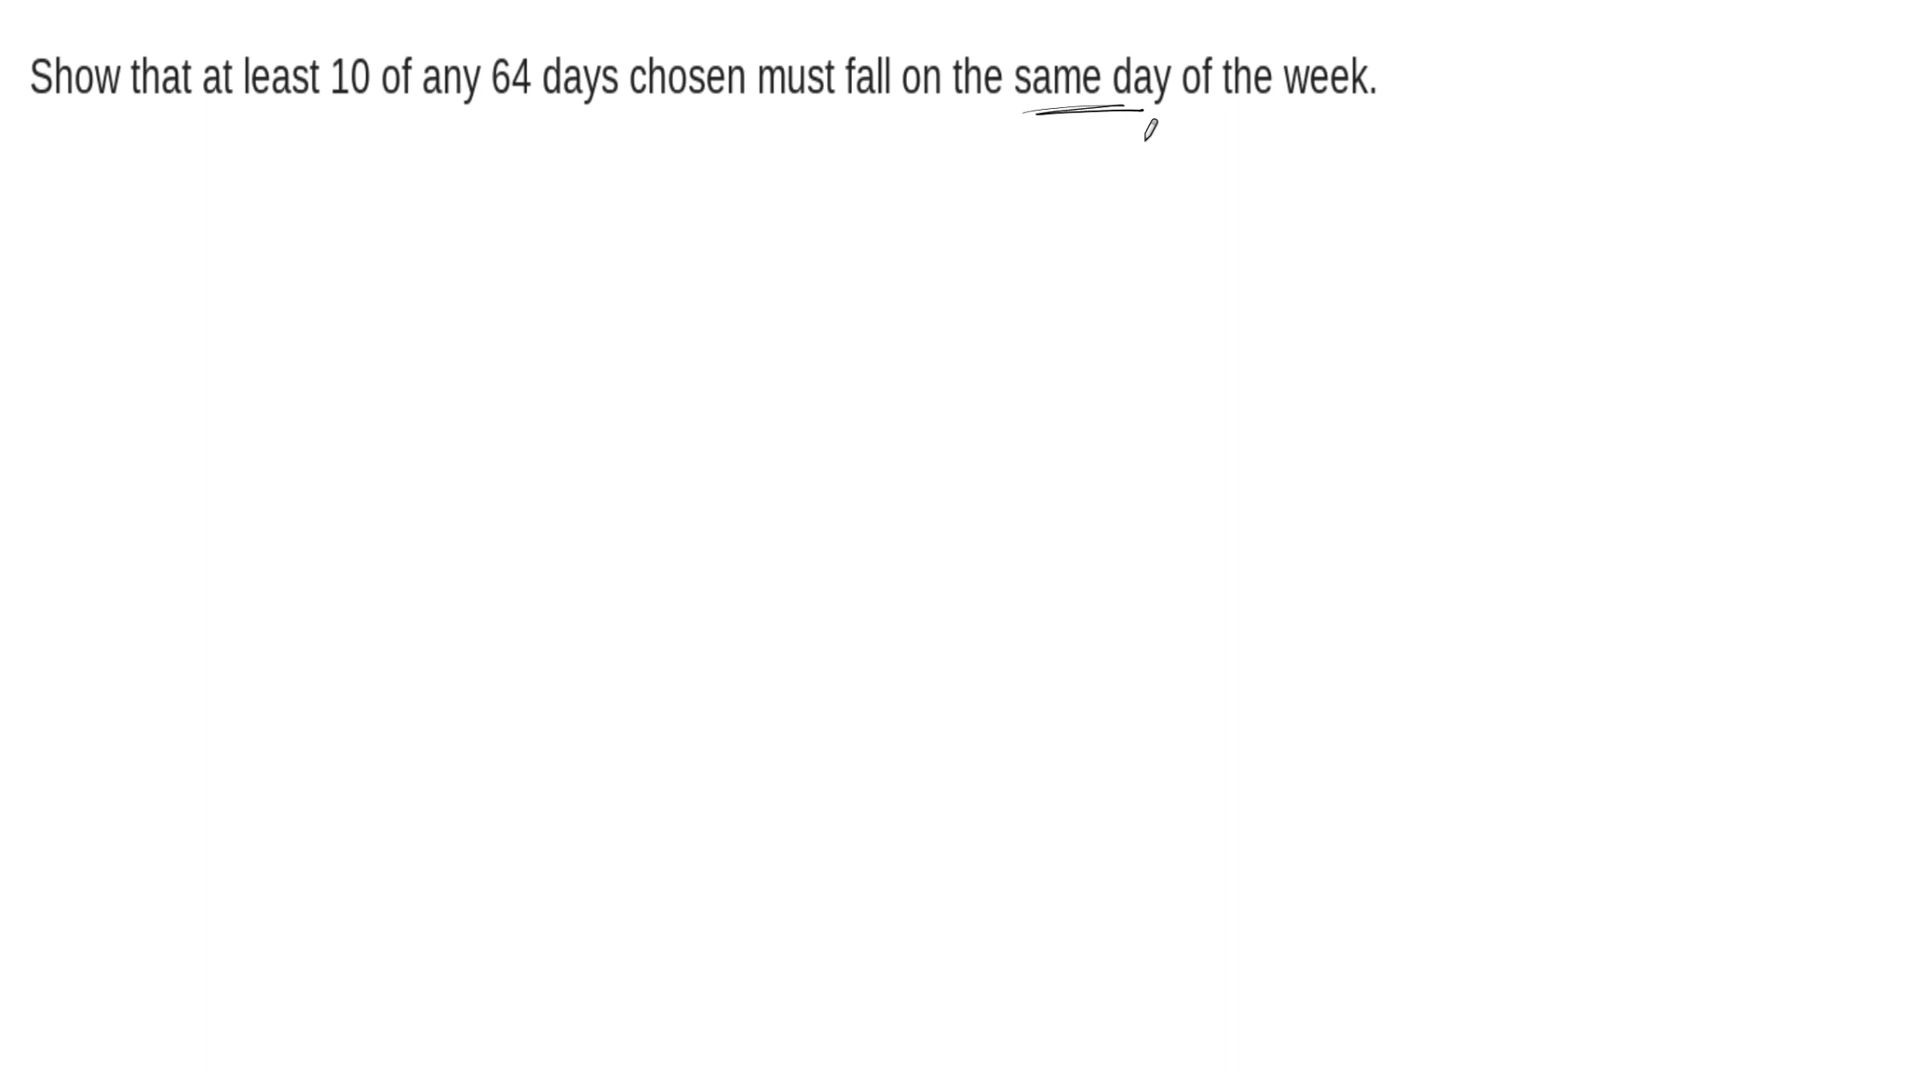 Show that at least 10 of any 64 days chosen must fall on the same day of the week.